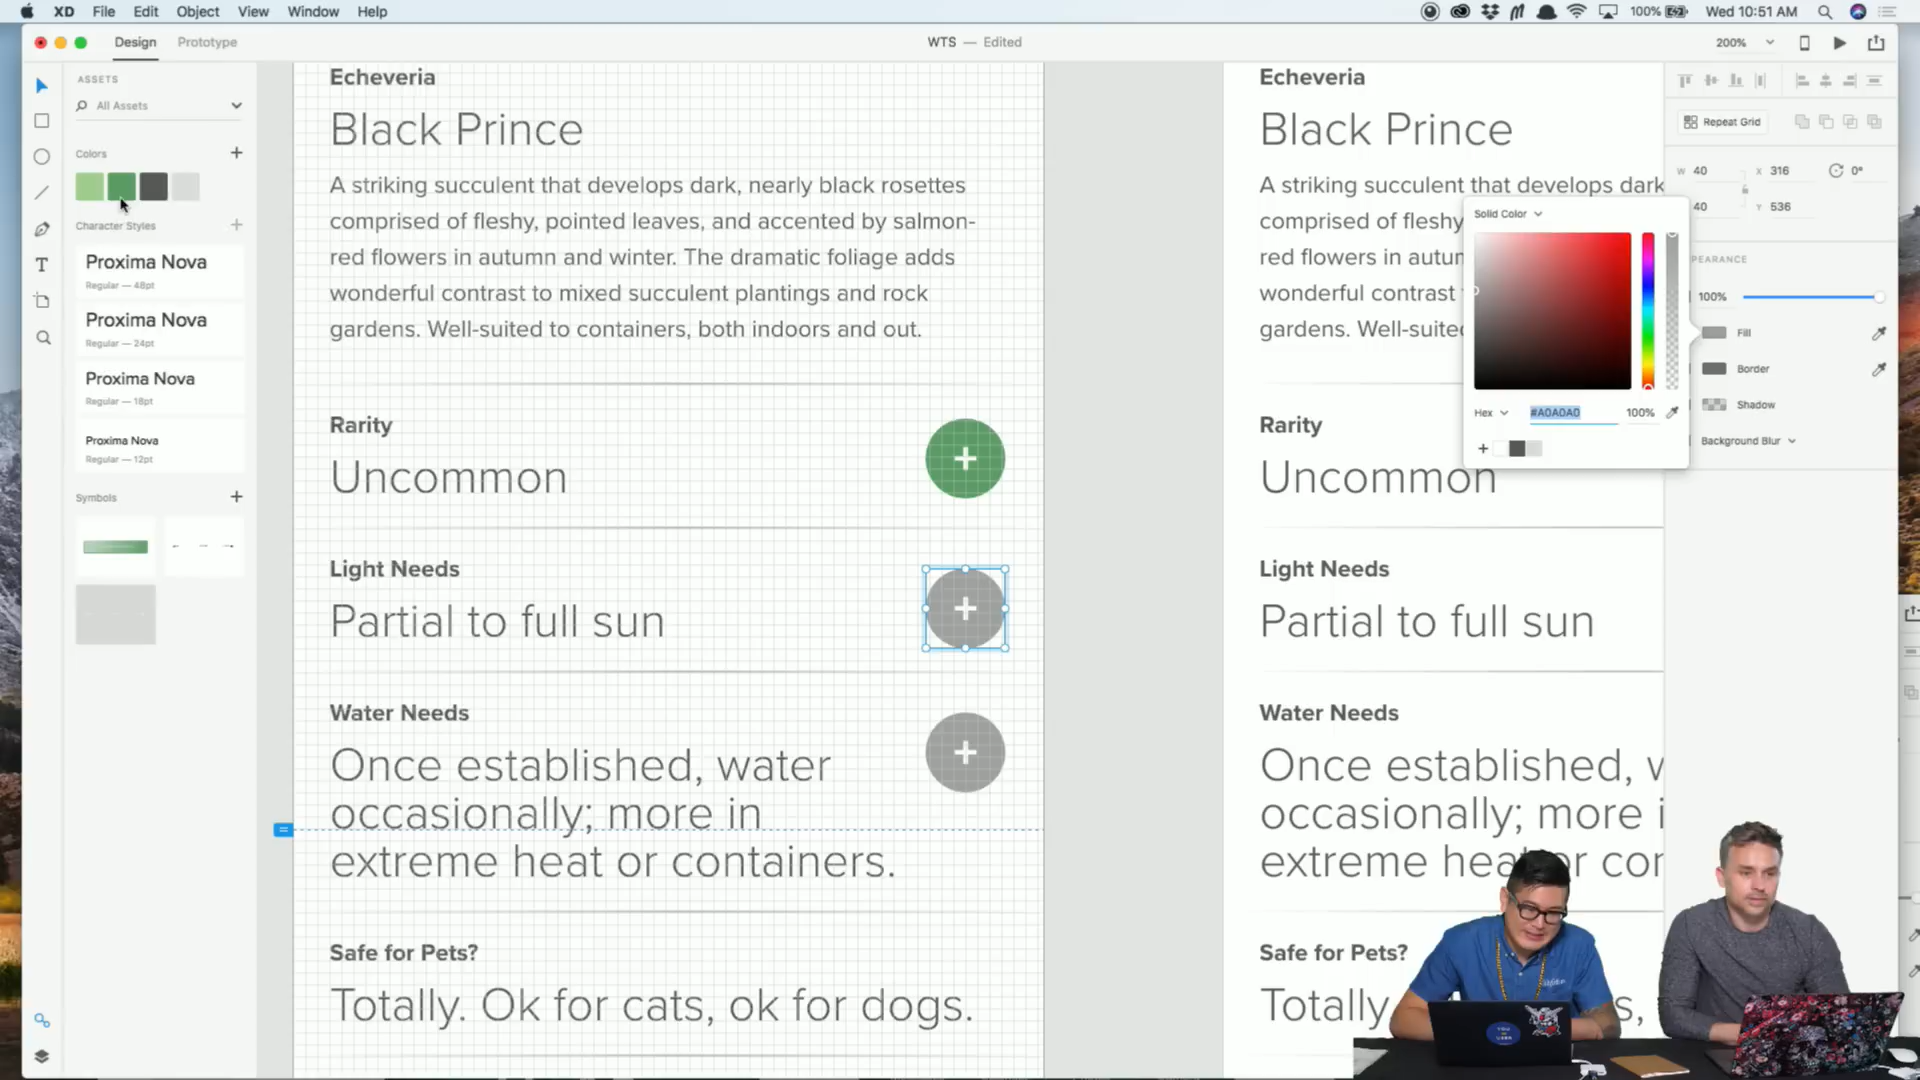 XD File Edit Object View Window Help
100% Wed 10:51 AM
Design Prototype
WTS — Edited
200%
ASSETS
All Assets
Colors
Character Styles
Proxima Nova
Regular — 48pt
Proxima Nova
Regular — 24pt
Proxima Nova
Regular — 18pt
Proxima Nova
Regular — 12pt
Symbols
Echeveria
Black Prince
A striking succulent that develops dark, nearly black rosettes
comprised of fleshy, pointed leaves, and accented by salmon-
red flowers in autumn and winter. The dramatic foliage adds
wonderful contrast to mixed succulent plantings and rock
gardens. Well-suited to containers, both indoors and out.
Rarity
Uncommon
Light Needs
Partial to full sun
Water Needs
Once established, water
occasionally; more in
extreme heat or containers.
Safe for Pets?
Totally. Ok for cats, ok for dogs.
Echeveria
Black Prince
A striking succulent that develops dark
comprised of fleshy
red flowers in autum
wonderful contrast
gardens. Well-suited
Rarity
Uncommon
Light Needs
Partial to full sun
Water Needs
Once established, w
occasionally; more i
extreme heat or con
Safe for Pets?
Totally
Repeat Grid
W 40 X 316 0°
40 Y 536
PEARANCE
100%
Fill
Border
Shadow
Background Blur
Solid Color
Hex #A0A0A0 100%